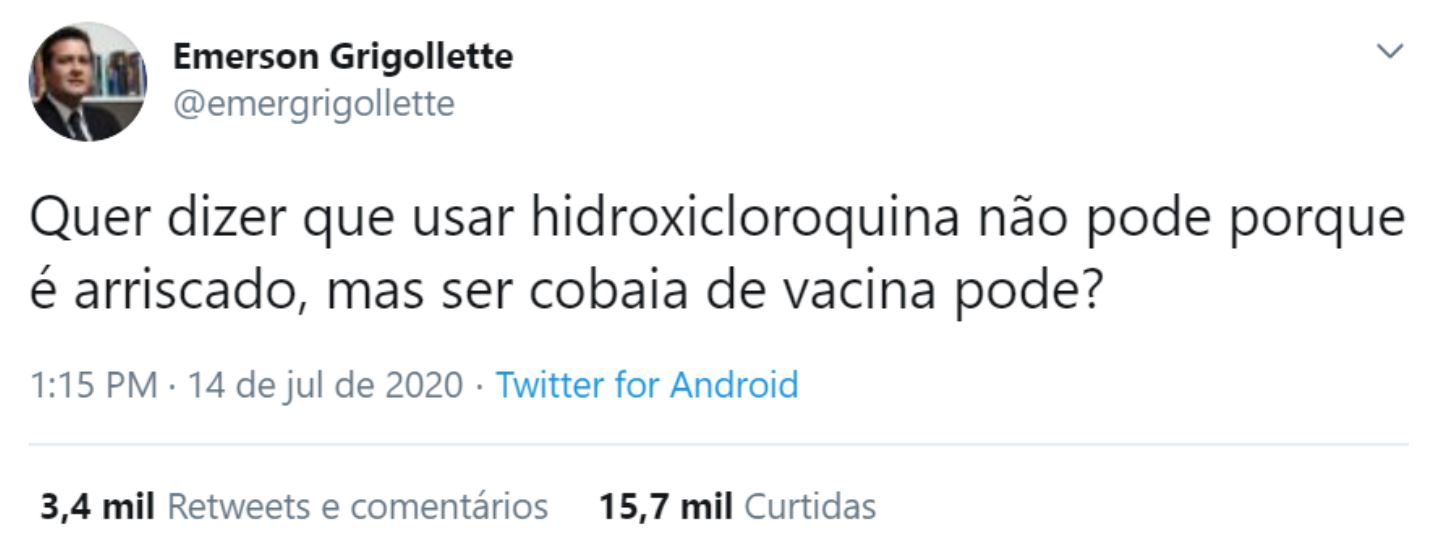 Emerson Grigollette
@emergrigollette
Quer dizer que usar hidroxicloroquina não pode porque
é arriscado, mas ser cobaia de vacina pode?
1:15 PM · 14 de jul de 2020 · Twitter for Android
3,4 mil Retweets e comentários 15,7 mil Curtidas